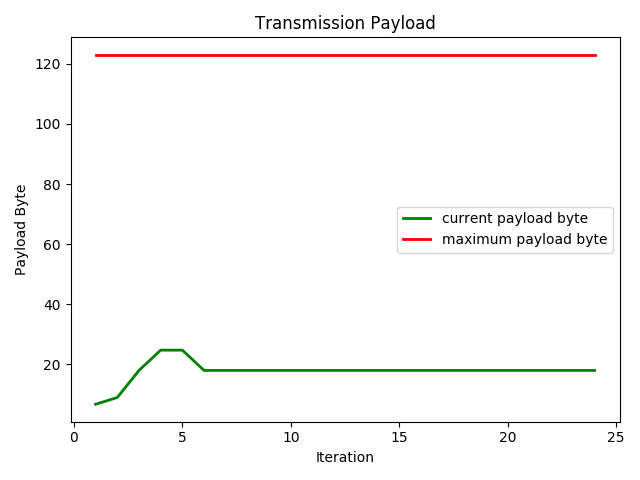 Transmission Payload
120
100
80
60
40
20
Payload Byte
current payload byte
maximum payload byte
0 5 10 15 20 25
Iteration